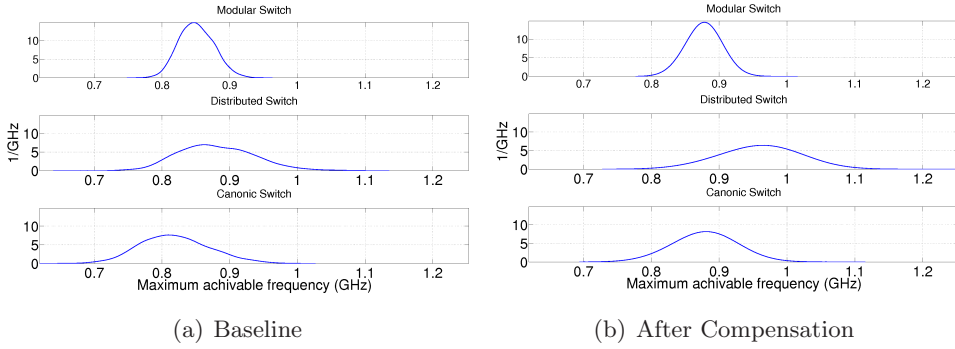 Modular Switch
10
5
0
0.7 0.8 0.9 1 1.1 1.2
Distributed Switch
1/GHz
10
5
0
0.7 0.8 0.9 1 1.1 1.2
Canonic Switch
10
5
0
0.7 0.8 0.9 1 1.1 1.2
Maximum achivable frequency (GHz)
(a) Baseline
Modular Switch
10
5
0
0.7 0.8 0.9 1 1.1 1.2
Distributed Switch
1/GHz
10
5
0
0.7 0.8 0.9 1 1.1 1.2
Canonic Switch
10
5
0
0.7 0.8 0.9 1 1.1 1.2
Maximum achivable frequency (GHz)
(b) After Compensation